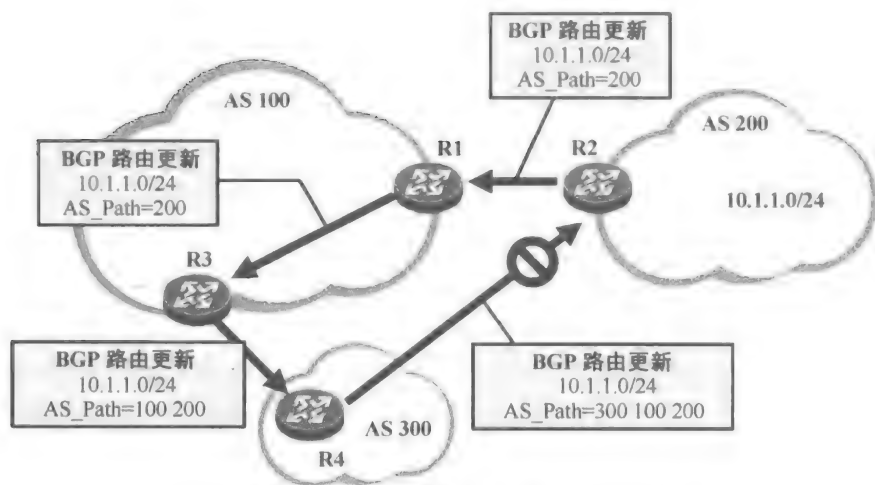 BGP 路由更新
10.1.1.0/24
AS_Path=200
AS 100
AS 200
BGP 路由更新
10.1.1.0/24
AS_Path=200
R1
R2
10.1.1.0/24
R3
BGP 路由更新
10.1.1.0/24
AS_Path=100 200
BGP 路由更新
10.1.1.0/24
AS_Path=300 100 200
AS 300
R4